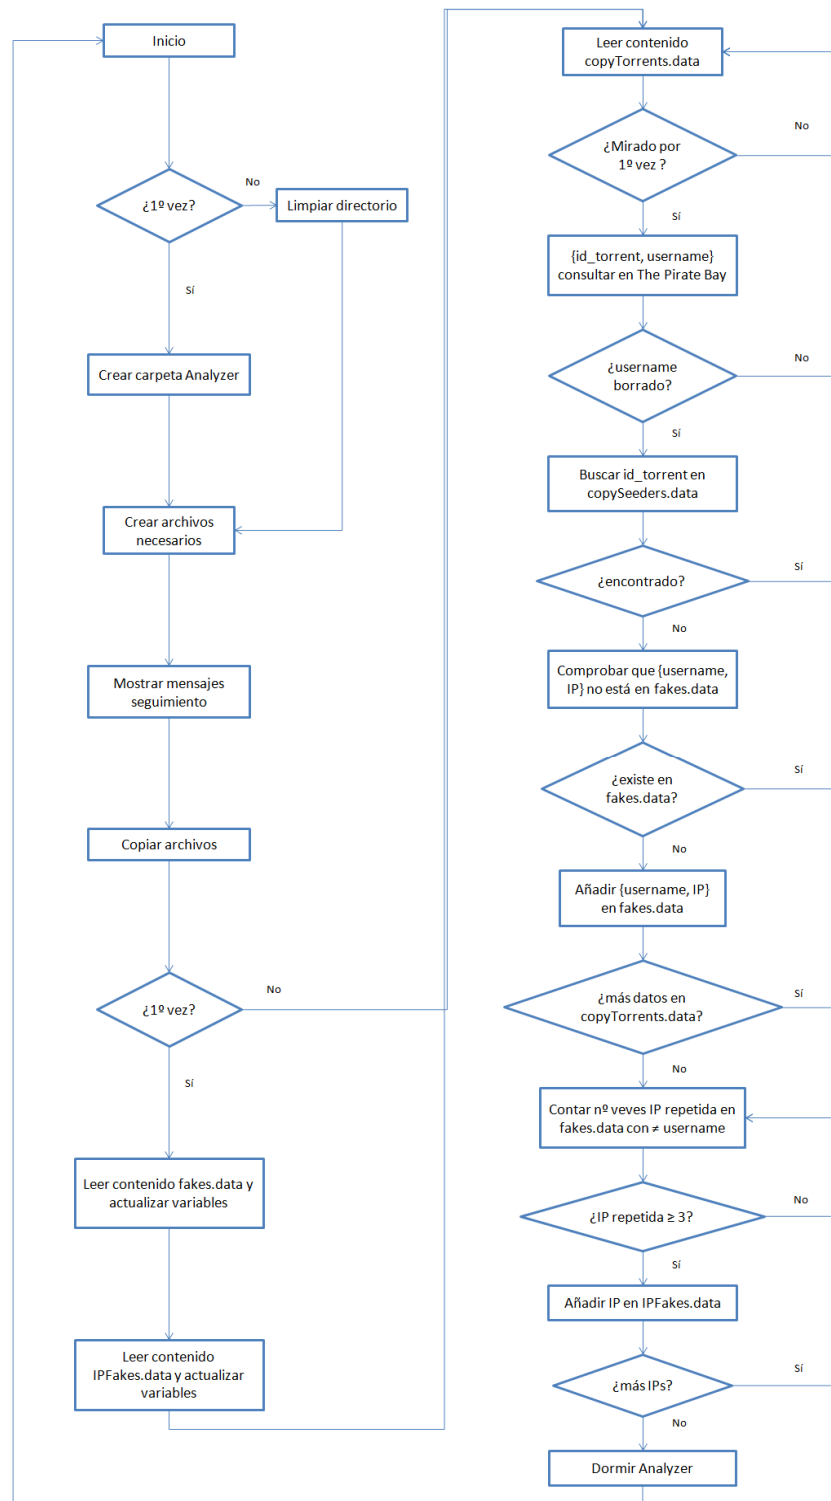 Inicio
¿1º vez?
No
Limpiar directorio
Sí
Crear carpeta Analyzer
Crear archivos
necesarios
Mostrar mensajes
seguimiento
Copiar archivos
¿1º vez?
No
Sí
Leer contenido fakes.data y
actualizar variables
Leer contenido
IPFakes.data y actualizar
variables
Leer contenido
copyTorrents.data
¿Mirado por
1º vez ?
No
Sí
{id_torrent, username}
consultar en The Pirate Bay
¿username
borrado?
No
Sí
Buscar id_torrent en
copySeeders.data
¿encontrado?
Sí
No
Comprobar que {username,
IP} no está en fakes.data
¿existe en
fakes.data?
Sí
No
Añadir {username, IP}
en fakes.data
¿más datos en
copyTorrents.data?
Sí
No
Contar nº veves IP repetida en
fakes.data con ≠ username
¿IP repetida ≥ 3?
No
Sí
Añadir IP en IPFakes.data
¿más IPs?
Sí
No
Dormir Analyzer